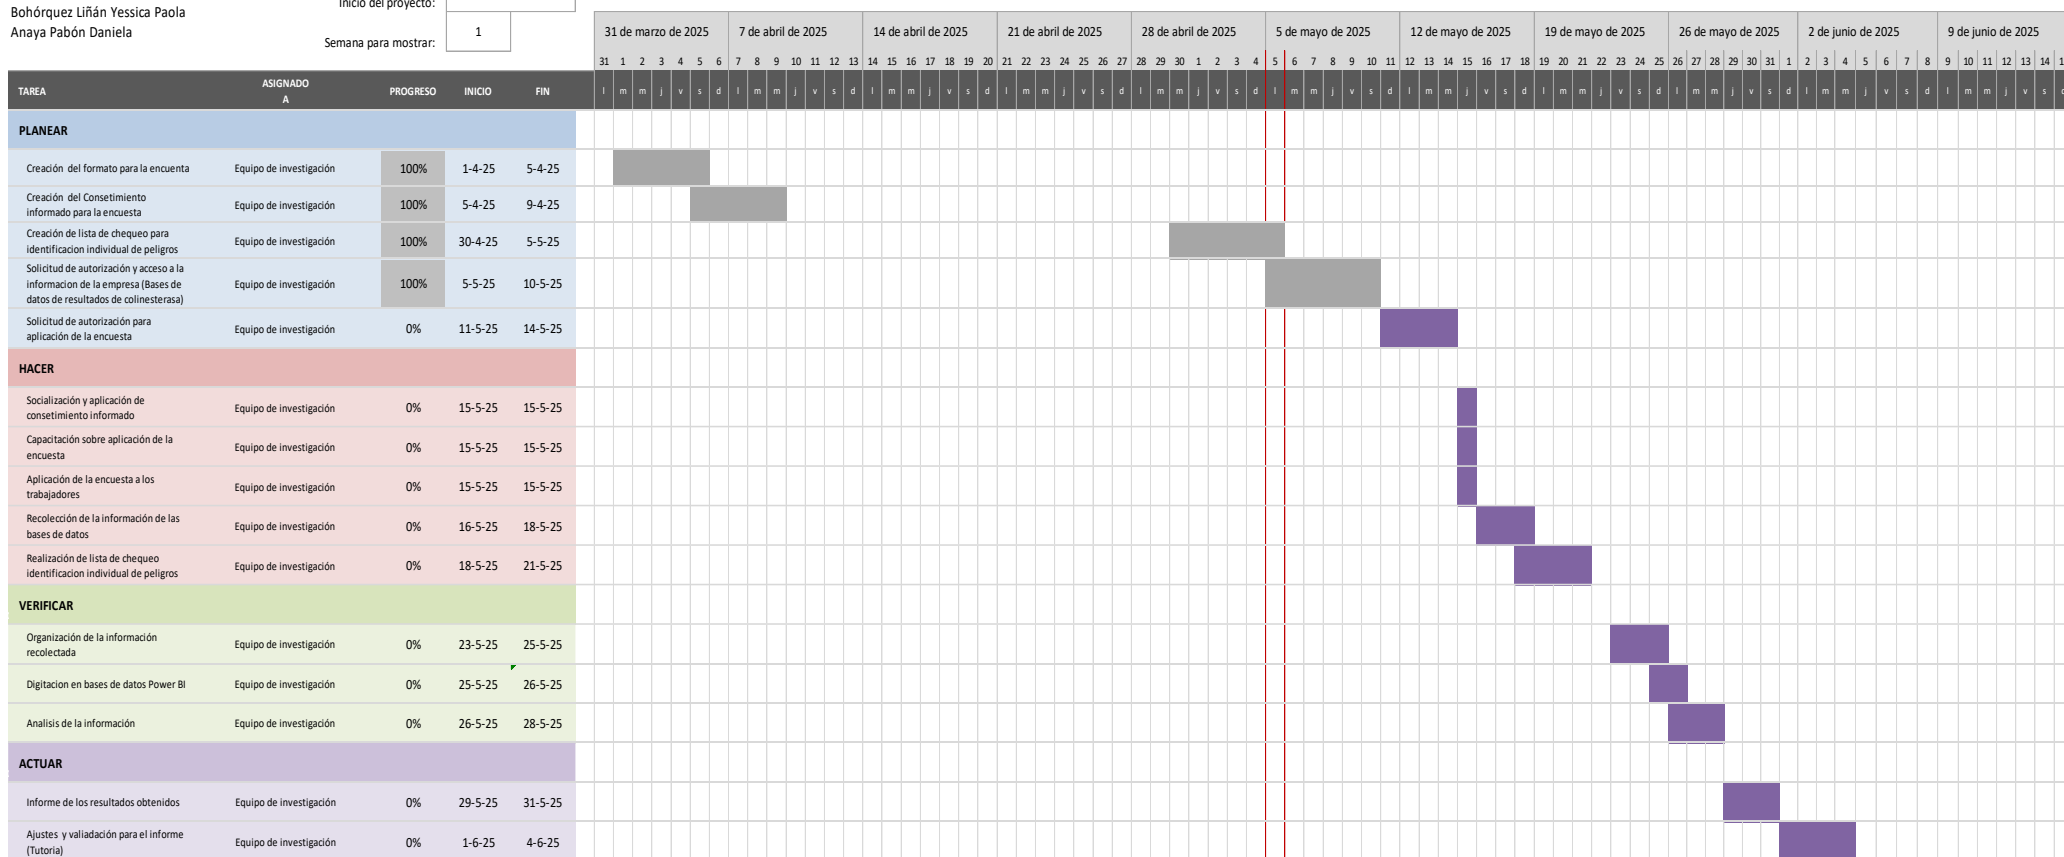 Inicio del proyecto:
Bohórquez Liñán Yessica Paola
Anaya Pabón Daniela
Semana para mostrar: 1
31 de marzo de 2025 7 de abril de 2025 14 de abril de 2025 21 de abril de 2025 28 de abril de 2025 5 de mayo de 2025 12 de mayo de 2025 19 de mayo de 2025 26 de mayo de 2025 2 de junio de 2025 9 de junio de 2025
31 1 2 3 4 5 6 7 8 9 10 11 12 13 14 15 16 17 18 19 20 21 22 23 24 25 26 27 28 29 30 1 2 3 4 5 6 7 8 9 10 11 12 13 14 15 16 17 18 19 20 21 22 23 24 25 26 27 28 29 30 31 1 2 3 4 5 6 7 8 9 10 11 12 13 14
TAREA ASIGNADO A PROGRESO INICIO FIN l m m j v s d l m m j v s d l m m j v s d l m m j v s d l m m j v s d l m m j v s d l m m j v s d l m m j v s d l m m j v s d l m m j v s d l m m j v s
PLANEAR
Creación del formato para la encuenta Equipo de investigación 100% 1-4-25 5-4-25
Creación del Consetimiento
informado para la encuesta Equipo de investigación 100% 5-4-25 9-4-25
Creación de lista de chequeo para
identificacion individual de peligros Equipo de investigación 100% 30-4-25 5-5-25
Solicitud de autorización y acceso a la
informacion de la empresa (Bases de
datos de resultados de colinesterasa) Equipo de investigación 100% 5-5-25 10-5-25
Solicitud de autorización para
aplicación de la encuesta Equipo de investigación 0% 11-5-25 14-5-25
HACER
Socialización y aplicación de
consetimiento informado Equipo de investigación 0% 15-5-25 15-5-25
Capacitación sobre aplicación de la
encuesta Equipo de investigación 0% 15-5-25 15-5-25
Aplicación de la encuesta a los
trabajadores Equipo de investigación 0% 15-5-25 15-5-25
Recolección de la información de las
bases de datos Equipo de investigación 0% 16-5-25 18-5-25
Realización de lista de chequeo
identificacion individual de peligros Equipo de investigación 0% 18-5-25 21-5-25
VERIFICAR
Organización de la información
recolectada Equipo de investigación 0% 23-5-25 25-5-25
Digitacion en bases de datos Power BI Equipo de investigación 0% 25-5-25 26-5-25
Analisis de la información Equipo de investigación 0% 26-5-25 28-5-25
ACTUAR
Informe de los resultados obtenidos Equipo de investigación 0% 29-5-25 31-5-25
Ajustes y valiadación para el informe
(Tutoria) Equipo de investigación 0% 1-6-25 4-6-25